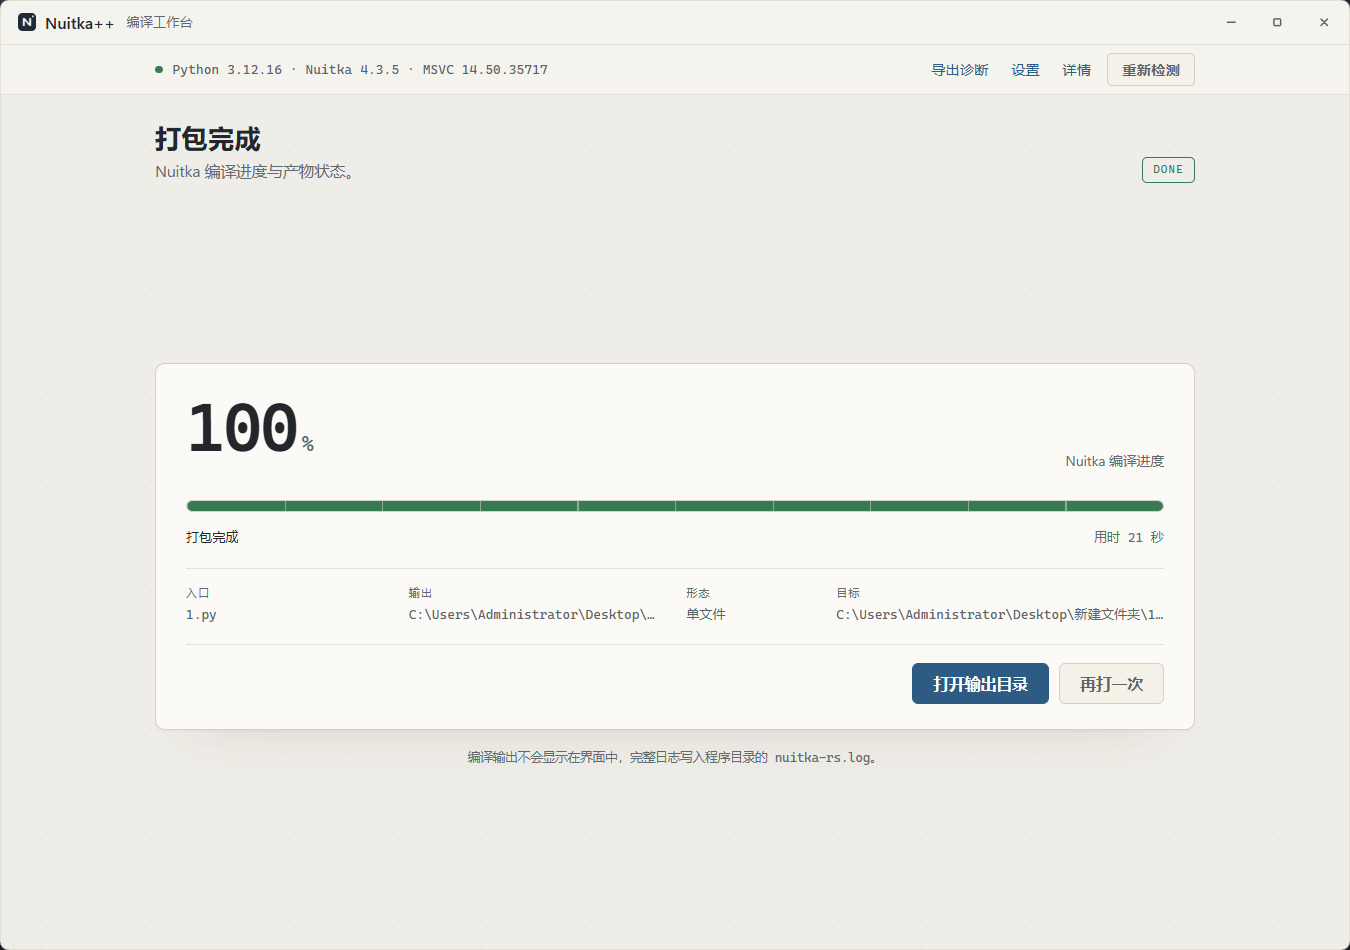 Nuitka++ 编译工作台
Python 3.12.16 · Nuitka 4.3.5 · MSVC 14.50.35717 导出诊断 设置 详情 重新检测
打包完成
Nuitka 编译进度与产物状态。
DONE
100%
Nuitka 编译进度
打包完成 用时 21 秒
入口 输出 形态 目标
1.py C:\Users\Administrator\Desktop\… 单文件 C:\Users\Administrator\Desktop\新建文件夹\1…
打开输出目录 再打一次
编译输出不会显示在界面中，完整日志写入程序目录的 nuitka-rs.log。